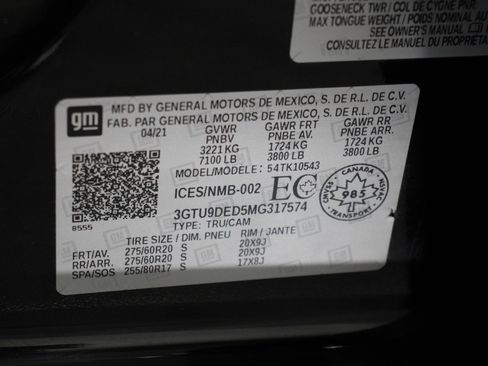 GOOSENECK TWR / COL DE CYGNE PNR:
MAX TONGUE WEIGHT / POIDS NOMINAL AU
SEE OWNER'S MANUAL
CONSULTEZ LE MANUEL DU PROPRIÉTA
gm
MFD BY GENERAL MOTORS DE MEXICO, S. DE R.L. DE C.V.
FAB. PAR GENERAL MOTORS DE MEXICO, S. DE R.L. DE C.V.
04/21 GVWR GAWR FRT GAWR RR
PNBV PNBE AV. PNBE ARR.
3221 KG 1724 KG 1724 KG
7100 LB 3800 LB 3800 LB
MODEL/MODÈLE: 54TK10543
ICES/NMB-002 EC
CANADA
985
TRANSPORT
3GTU9DED5MG317574
TYPE: TRU/CAM
8555
TIRE SIZE / DIM. PNEU RIM / JANTE
FRT/AV. 275/60R20 S 20X9J
RR/ARR. 275/60R20 S 20X9J
SPA/SOS 255/80R17 S 17X8J